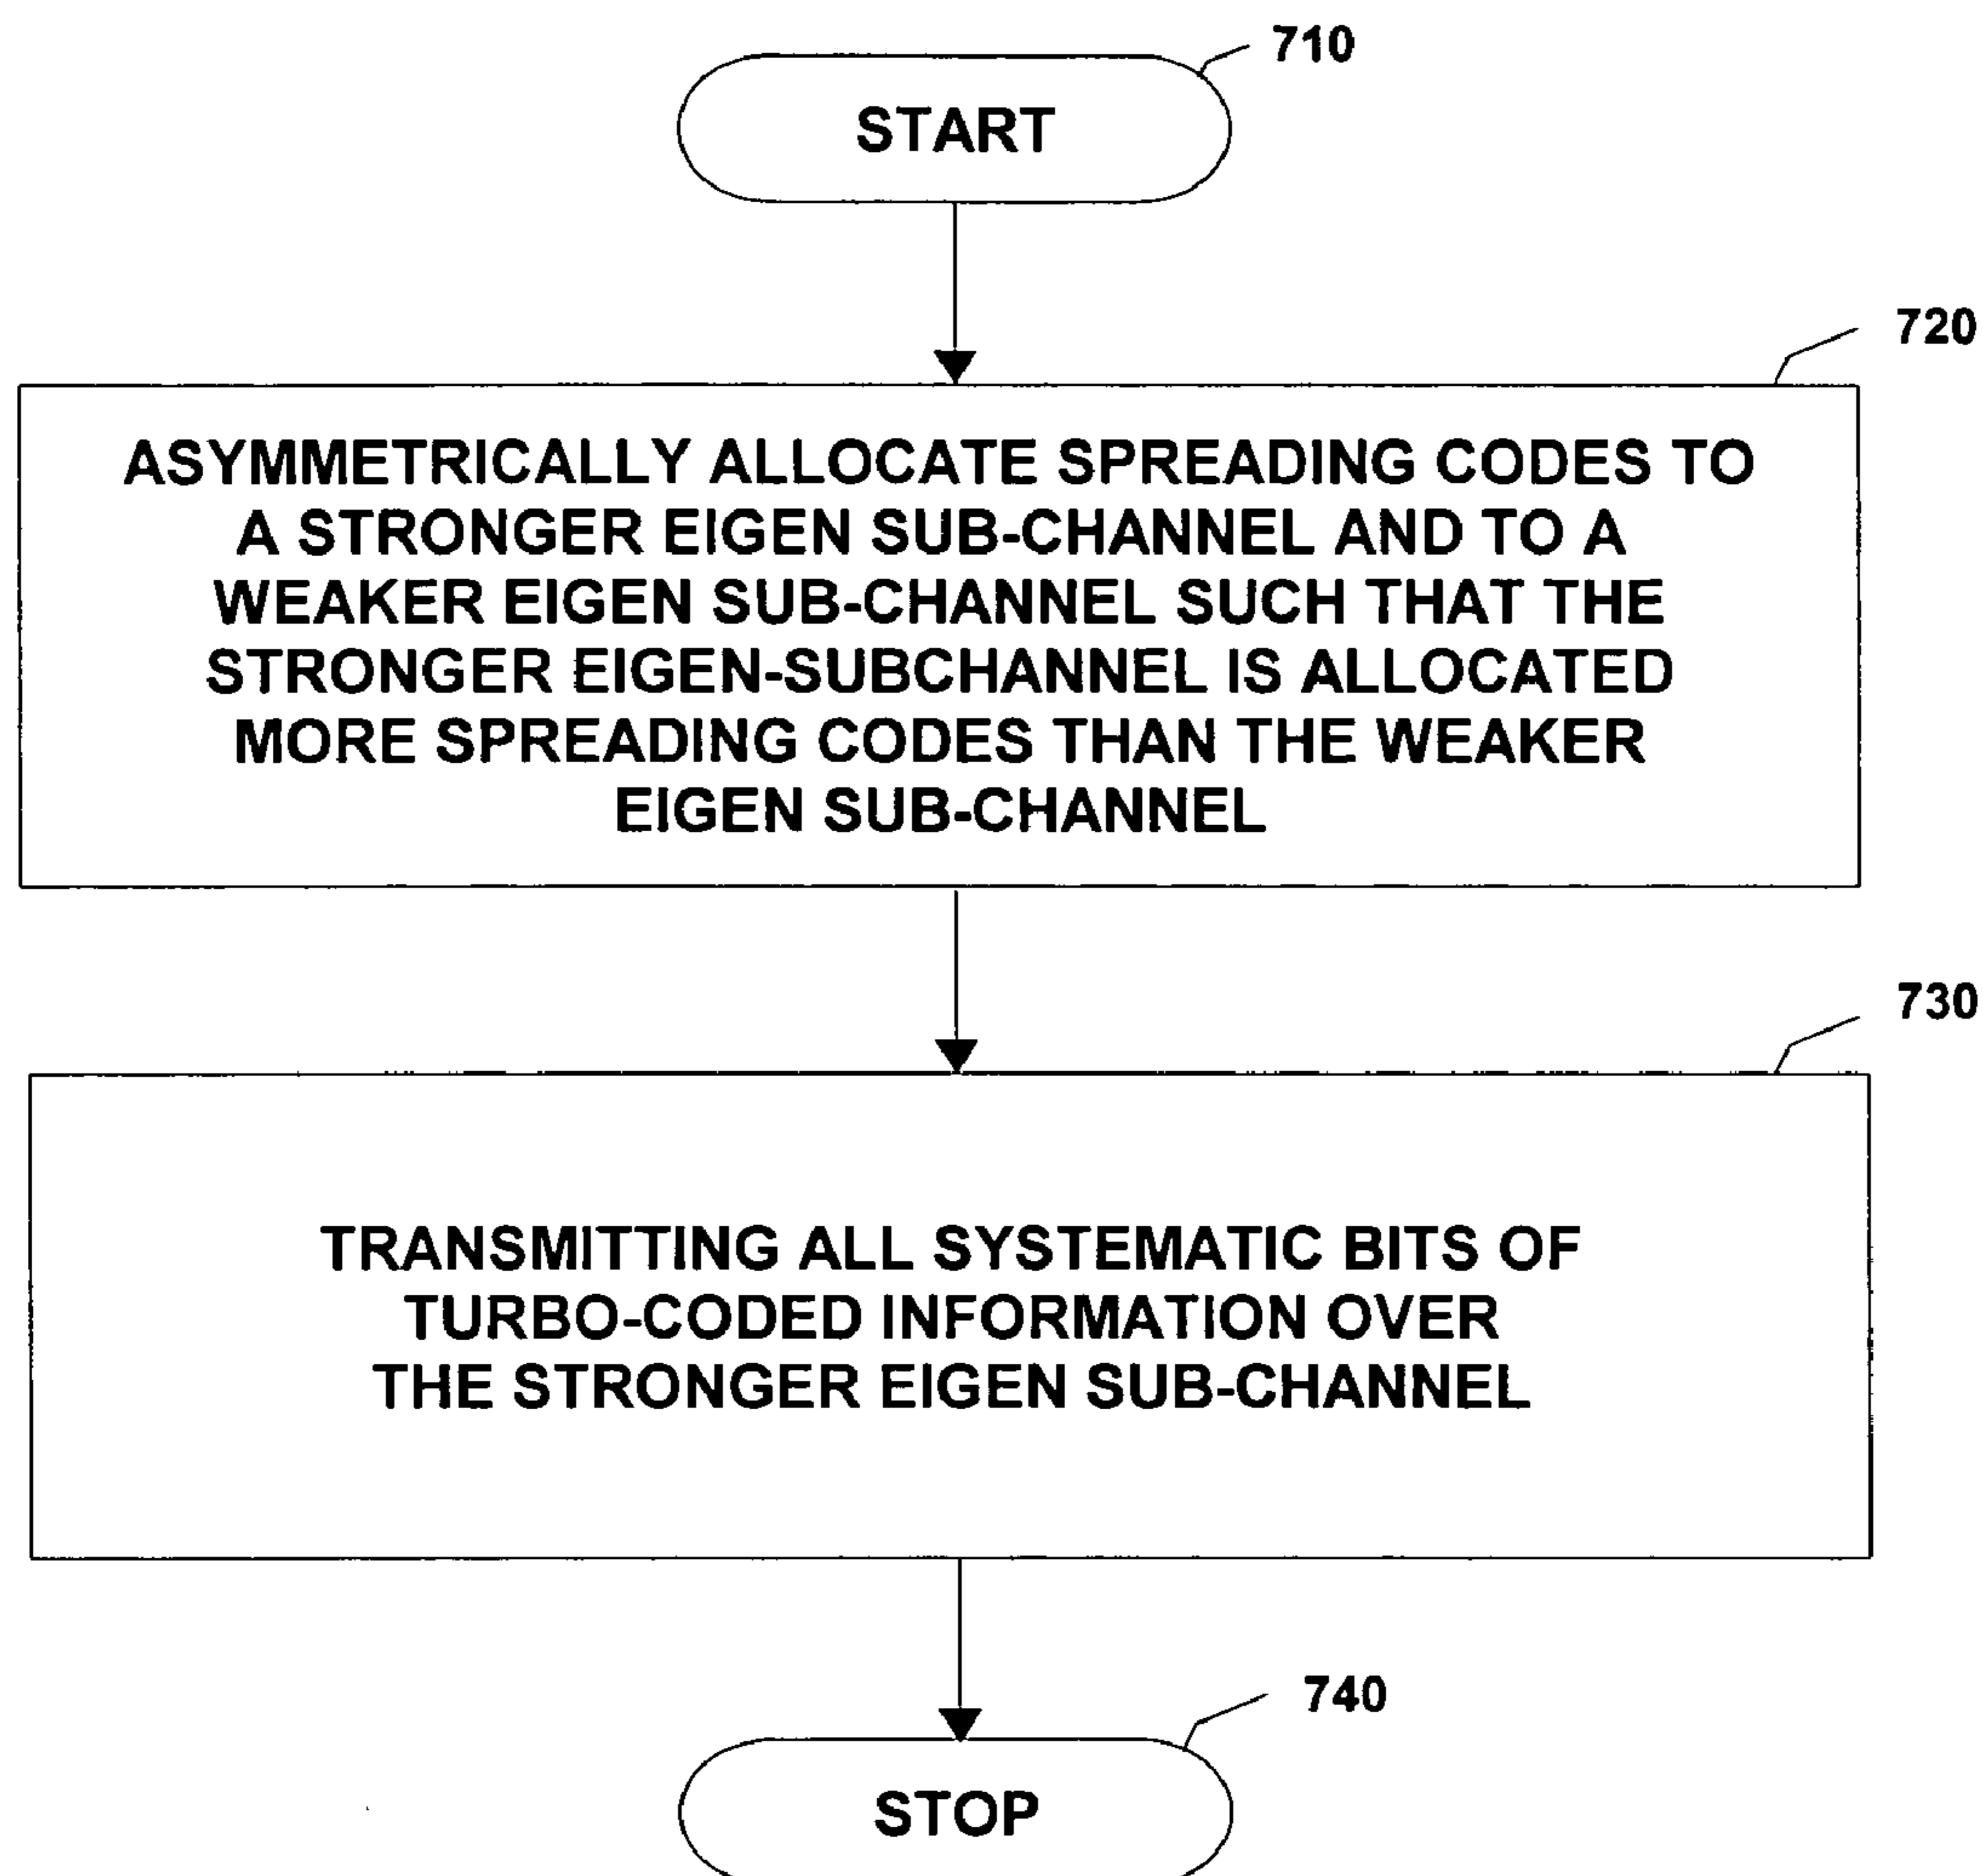 710
START
720
ASYMMETRICALLY ALLOCATE SPREADING CODES TO
A STRONGER EIGEN SUB-CHANNEL AND TO A
WEAKER EIGEN SUB-CHANNEL SUCH THAT THE
STRONGER EIGEN-SUBCHANNEL IS ALLOCATED
MORE SPREADING CODES THAN THE WEAKER
EIGEN SUB-CHANNEL
730
TRANSMITTING ALL SYSTEMATIC BITS OF
TURBO-CODED INFORMATION OVER
THE STRONGER EIGEN SUB-CHANNEL
740
STOP